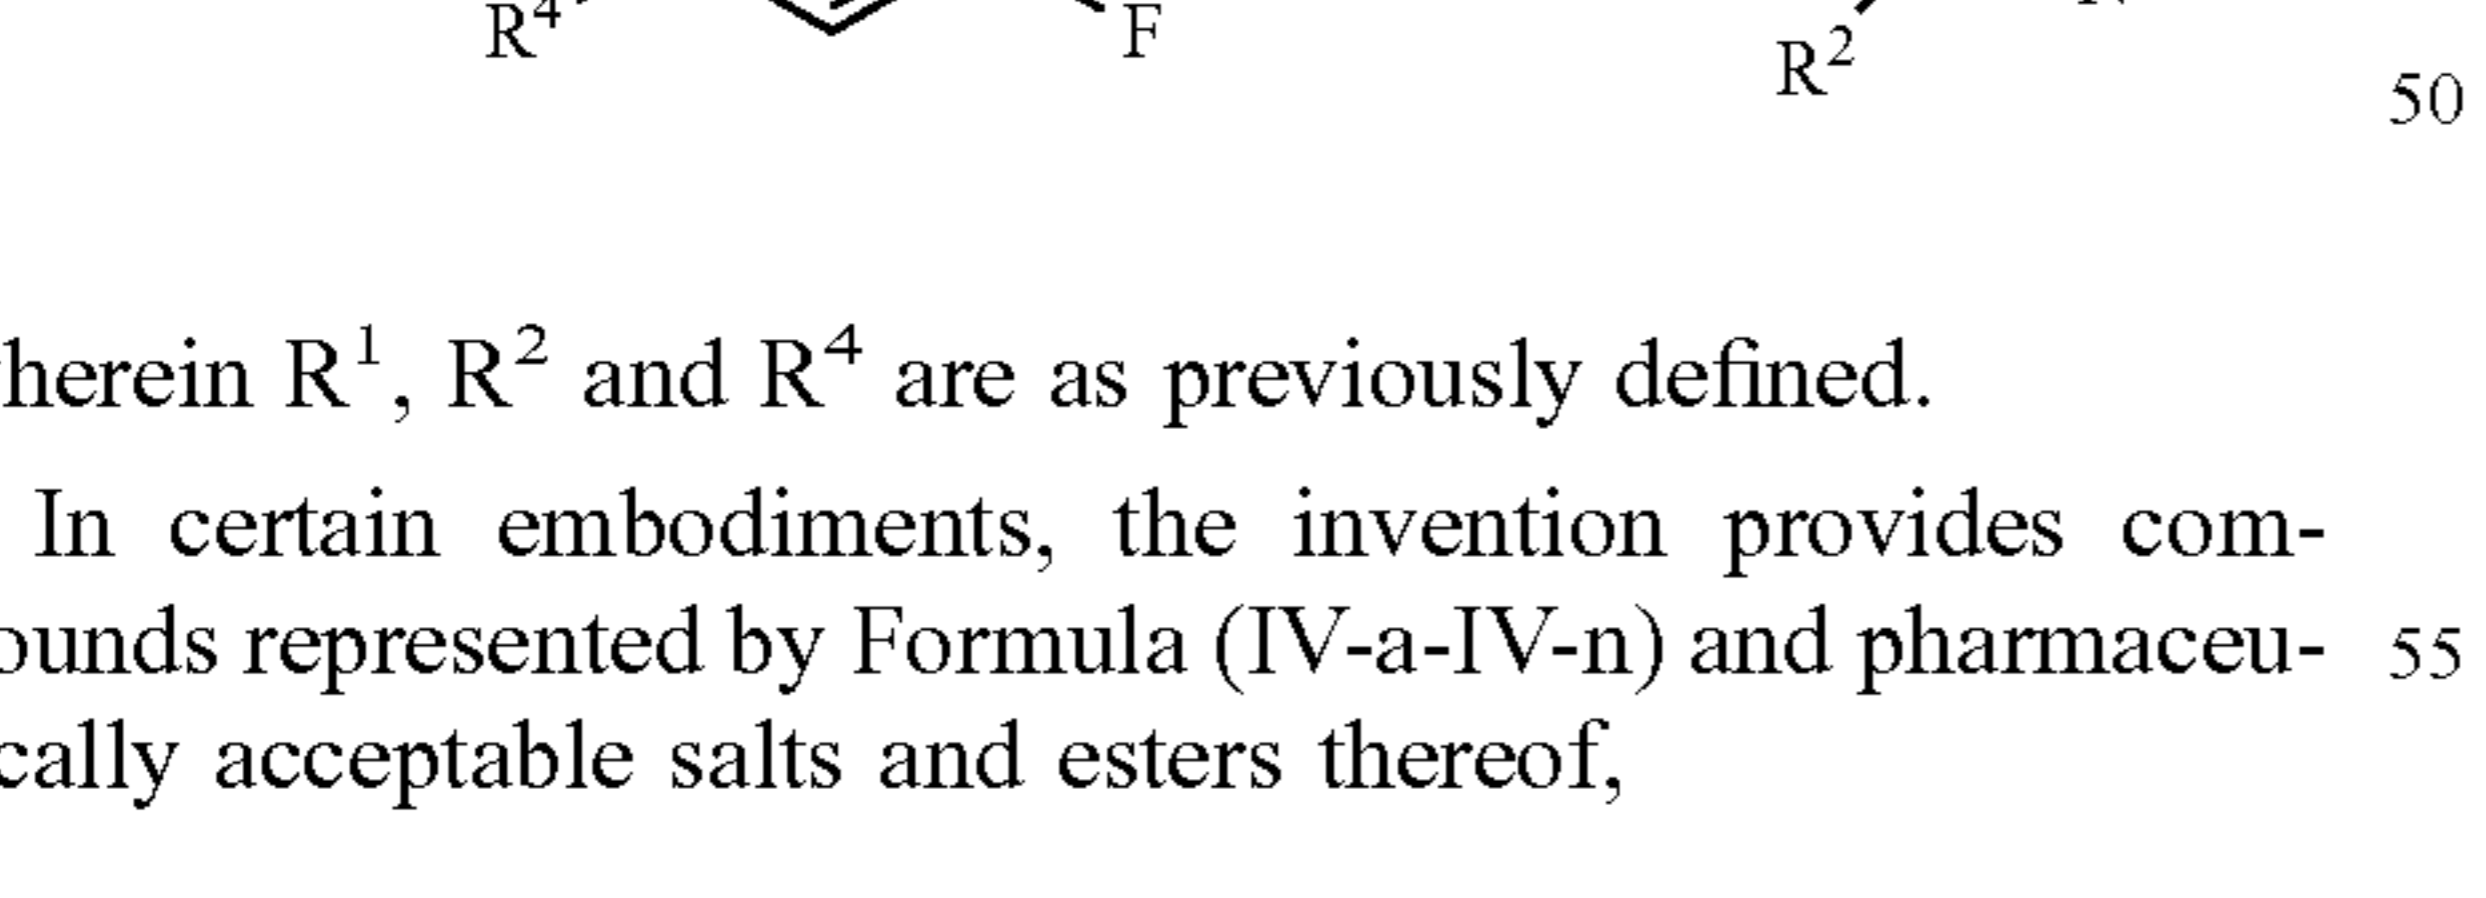 R⁴ F
R² 50
herein R¹, R² and R⁴ are as previously defined.
In certain embodiments, the invention provides com-
ounds represented by Formula (IV-a-IV-n) and pharmaceu- 55
cally acceptable salts and esters thereof,